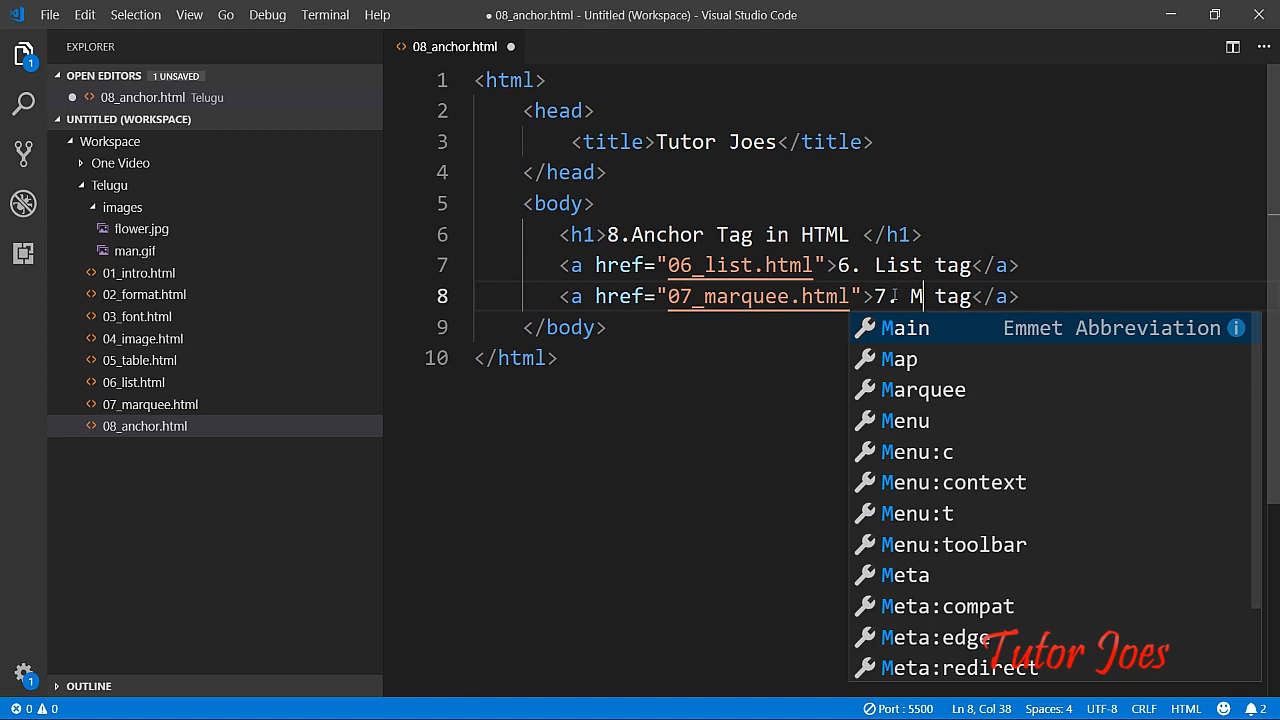 File Edit Selection View Go Debug Terminal Help ● 08_anchor.html - Untitled (Workspace) - Visual Studio Code
EXPLORER
OPEN EDITORS 1 UNSAVED
08_anchor.html Telugu
UNTITLED (WORKSPACE)
Workspace
One Video
Telugu
images
flower.jpg
man.gif
01_intro.html
02_format.html
03_font.html
04_image.html
05_table.html
06_list.html
07_marquee.html
08_anchor.html
OUTLINE
1
1
08_anchor.html
1 <html>
2 <head>
3 <title>Tutor Joes</title>
4 </head>
5 <body>
6 <h1>8.Anchor Tag in HTML </h1>
7 <a href="06_list.html">6. List tag</a>
8 <a href="07_marquee.html">7. M tag</a>
9 </body>
10 </html>
Main Emmet Abbreviation
Map
Marquee
Menu
Menu:c
Menu:context
Menu:t
Menu:toolbar
Meta
Meta:compat
Meta:edge
Meta:redirect
Tutor Joes
0 0 Port : 5500 Ln 8, Col 38 Spaces: 4 UTF-8 CRLF HTML 2